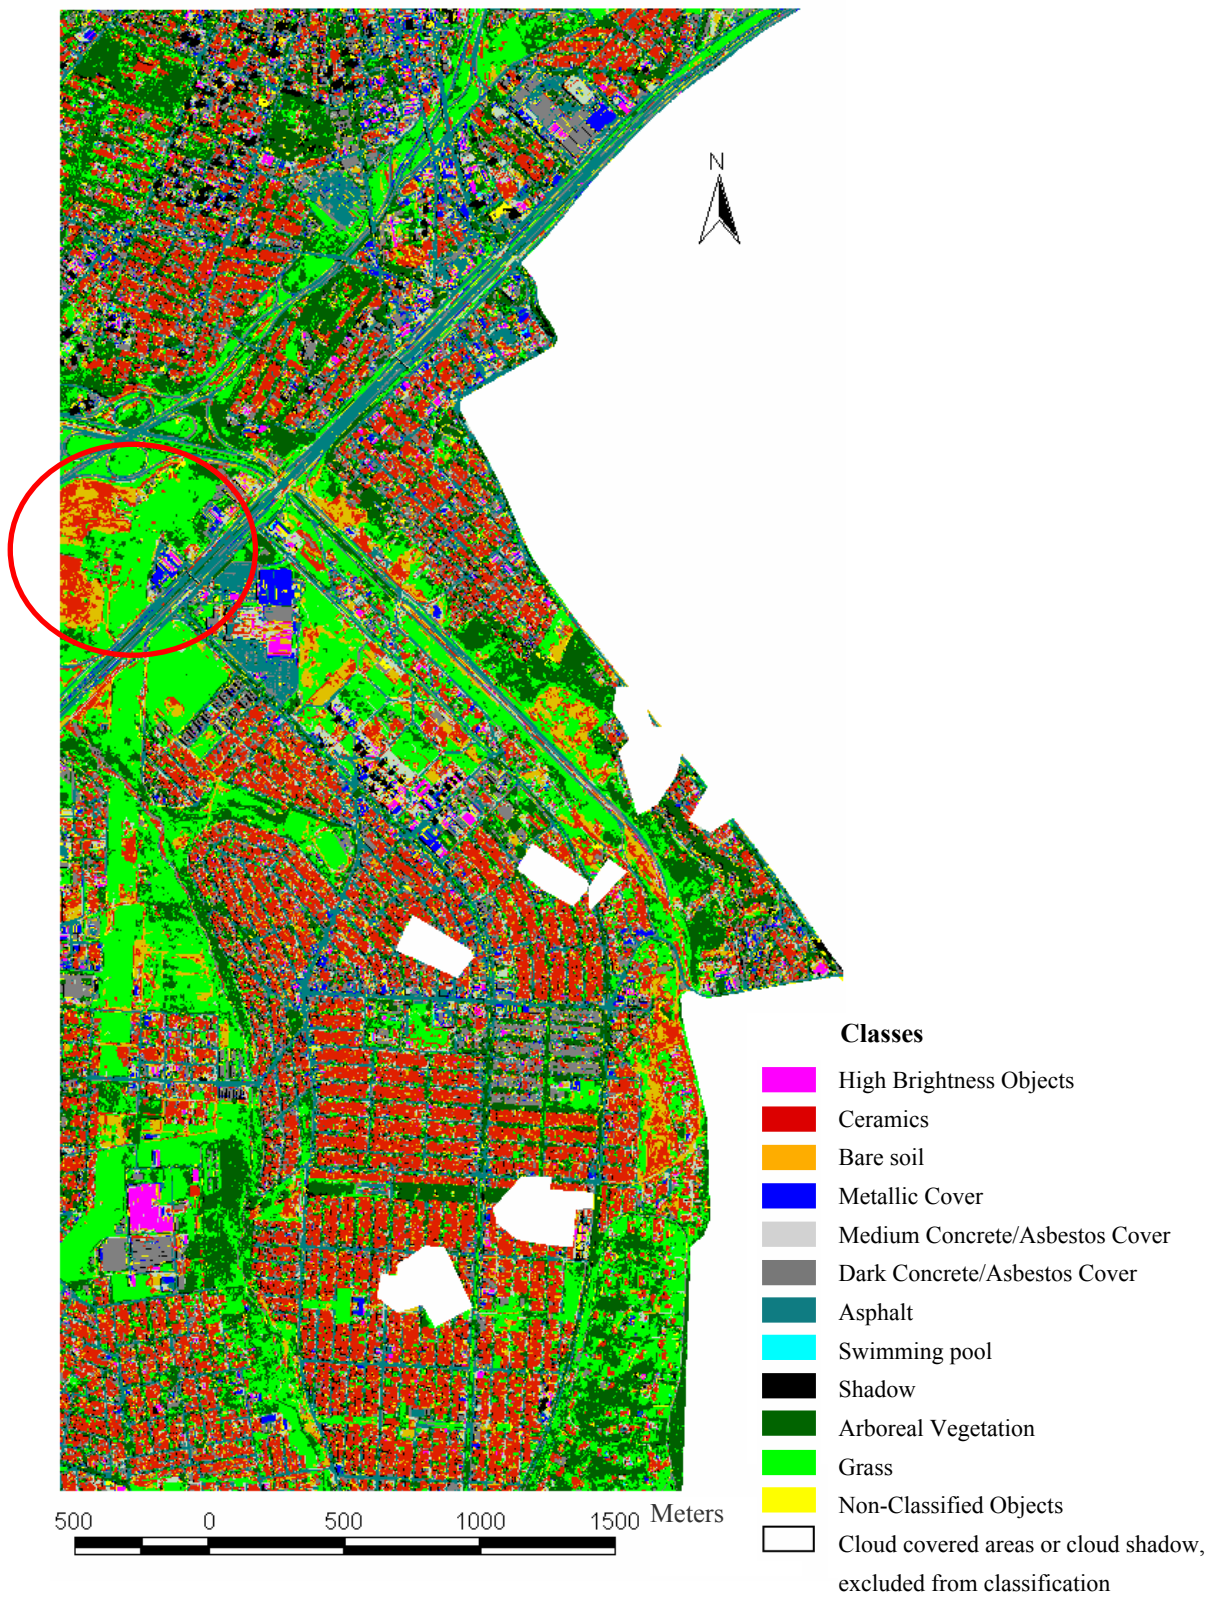 N
Classes
High Brightness Objects
Ceramics
Bare soil
Metallic Cover
Medium Concrete/Asbestos Cover
Dark Concrete/Asbestos Cover
Asphalt
Swimming pool
Shadow
Arboreal Vegetation
Grass
Non-Classified Objects
Cloud covered areas or cloud shadow,
excluded from classification
500 0 500 1000 1500 Meters